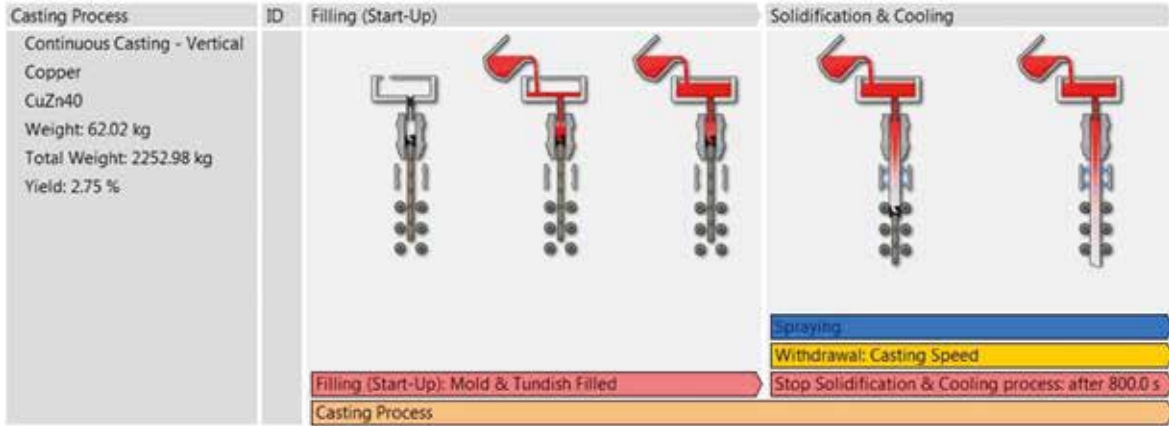 Casting Process
ID
Filling (Start-Up)
Solidification & Cooling
Continuous Casting - Vertical
Copper
CuZn40
Weight: 62.02 kg
Total Weight: 2252.98 kg
Yield: 2.75 %
Spraying
Withdrawal: Casting Speed
Filling (Start-Up): Mold & Tundish Filled
Stop Solidification & Cooling process: after 800.0 s
Casting Process